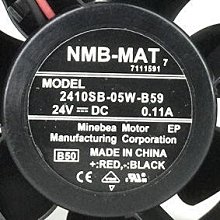 NMB-MAT 7
7111591
MODEL
2410SB-05W-B59
24V ⎓ DC 0.11A
Minebea Motor EP
Manufacturing Corporation
B50 MADE IN CHINA
+:RED,-:BLACK